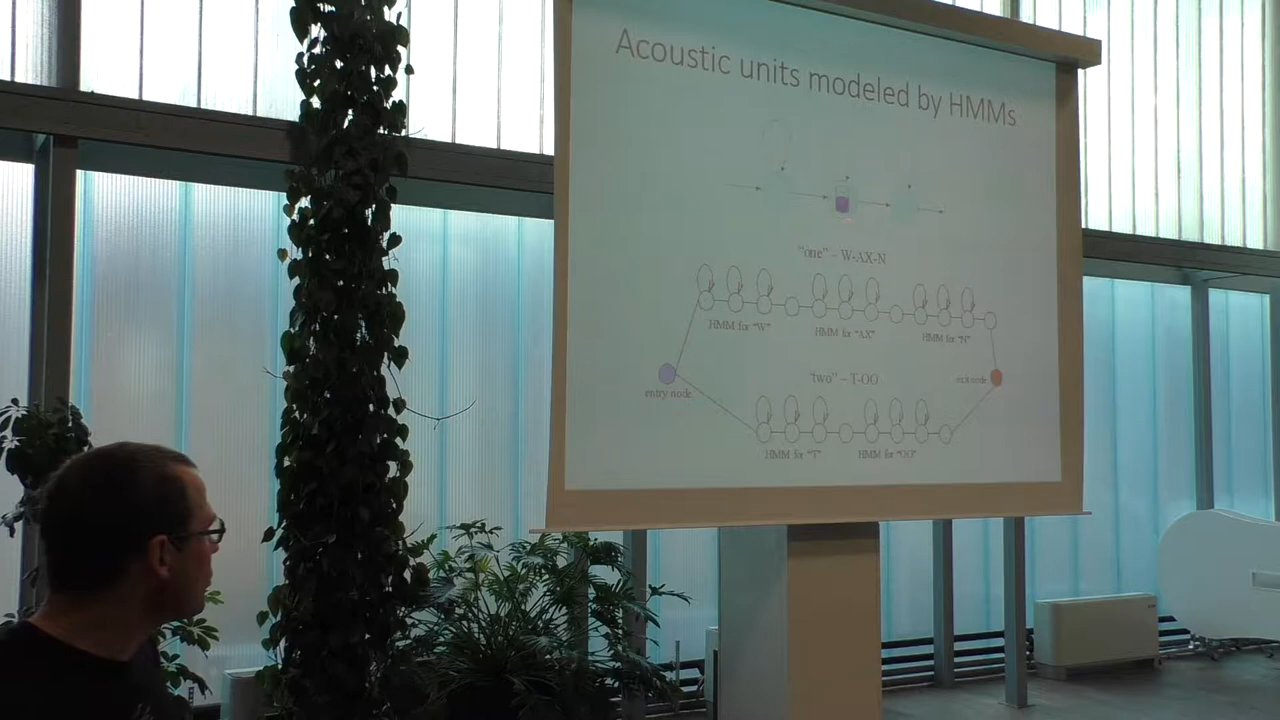 Acoustic units modeled by HMMs
"one" – W-AX-N
HMM for "W" HMM for "AX" HMM for "N"
"two" – T-OO
entry node exit node
HMM for "T" HMM for "OO"